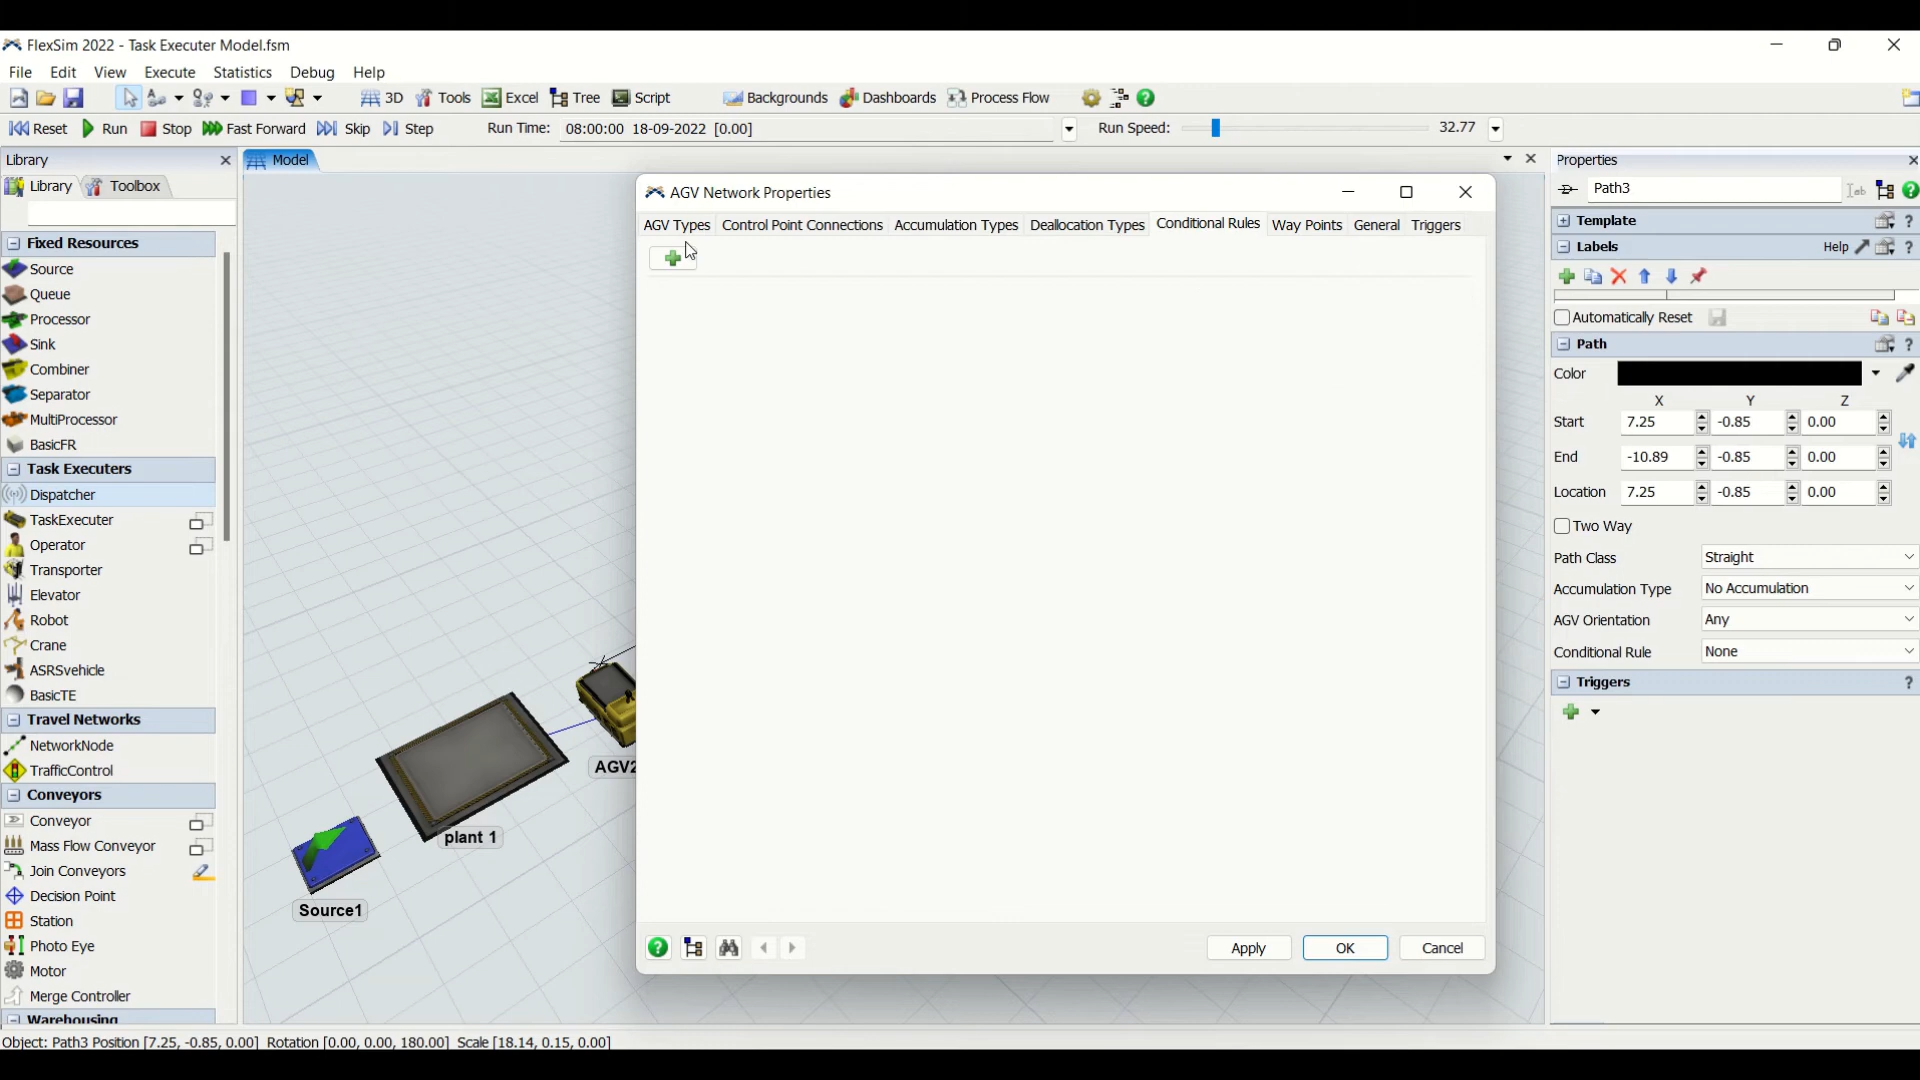 FlexSim 2022 - Task Executer Model.fsm
File Edit View Execute Statistics Debug Help
3D Tools Excel Tree Script Backgrounds Dashboards Process Flow
Reset Run Stop Fast Forward Skip Step Run Time: 08:00:00 18-09-2022 [0.00] Run Speed: 32.77
Library
Library Toolbox
Fixed Resources
Source
Queue
Processor
Sink
Combiner
Separator
MultiProcessor
BasicFR
Task Executers
Dispatcher
TaskExecuter
Operator
Transporter
Elevator
Robot
Crane
ASRSvehicle
BasicTE
Travel Networks
NetworkNode
TrafficControl
Conveyors
Conveyor
Mass Flow Conveyor
Join Conveyors
Decision Point
Station
Photo Eye
Motor
Merge Controller
Warehousing
Model
AGV2
plant 1
Source1
AGV Network Properties
AGV Types Control Point Connections Accumulation Types Deallocation Types Conditional Rules Way Points General Triggers
Apply OK Cancel
Properties
Path3
Template
Labels Help
Automatically Reset
Path
Color
X Y Z
Start 7.25 -0.85 0.00
End -10.89 -0.85 0.00
Location 7.25 -0.85 0.00
Two Way
Path Class Straight
Accumulation Type No Accumulation
AGV Orientation Any
Conditional Rule None
Triggers
Object: Path3 Position [7.25, -0.85, 0.00] Rotation [0.00, 0.00, 180.00] Scale [18.14, 0.15, 0.00]